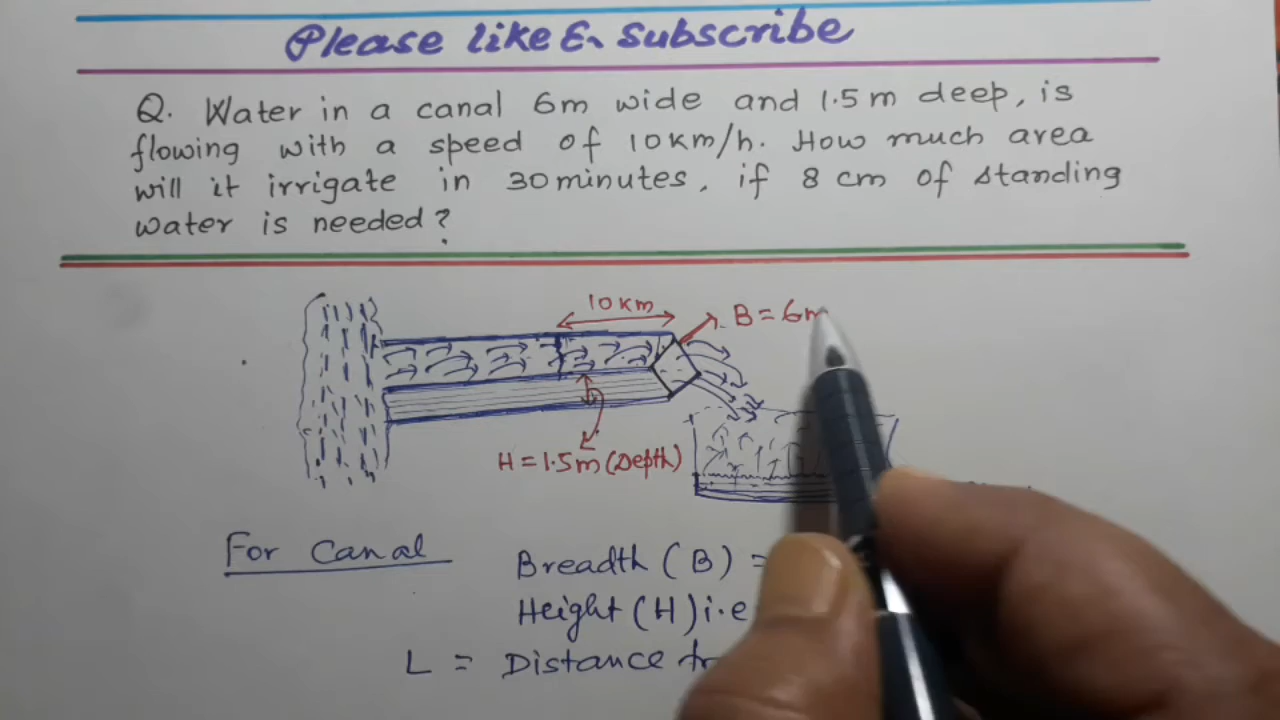 Please like & Subscribe
Q. Water in a canal 6m wide and 1.5m deep, is
flowing with a speed of 10km/h. How much area
will it irrigate in 30minutes, if 8 cm of standing
water is needed?
10km
B = 6m
H = 1.5m (Depth)
For Canal
Breadth (B) =
Height (H) i.e
L = Distance